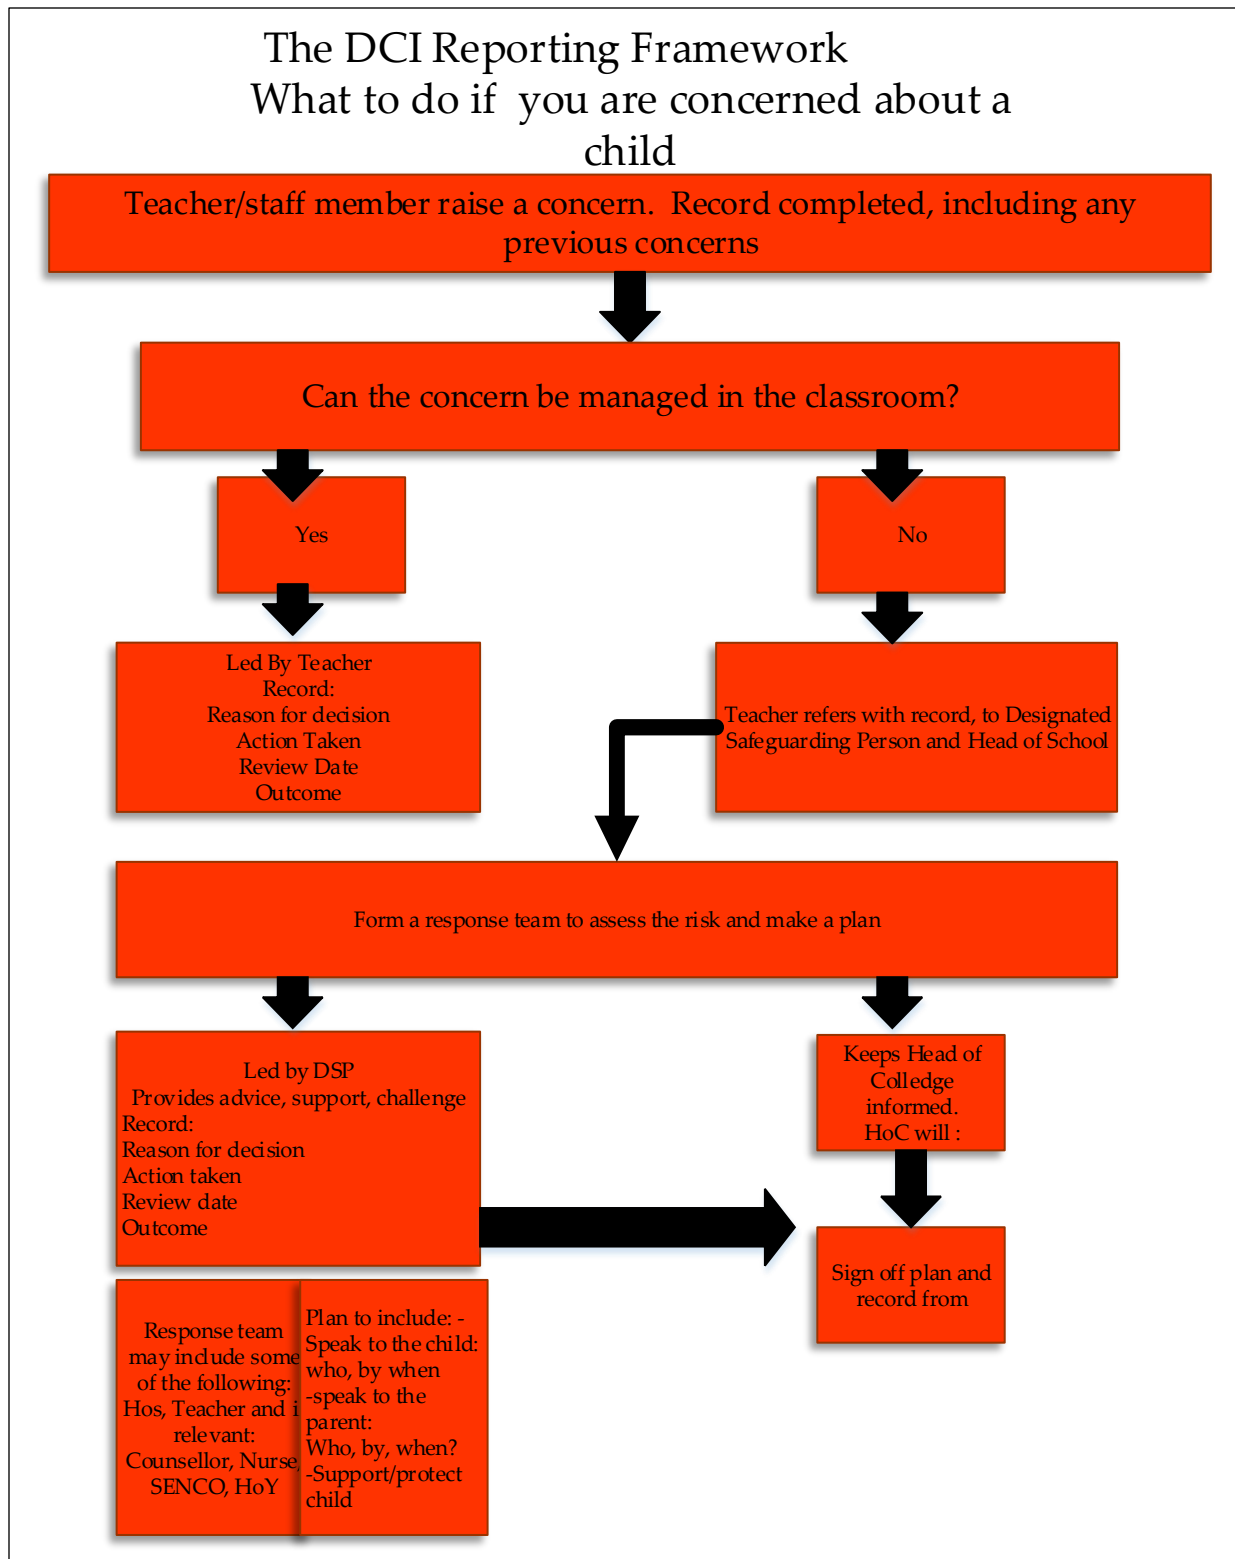 The DCI Reporting Framework
What to do if you are concerned about a
child
Teacher/staff member raise a concern. Record completed, including any
previous concerns
Can the concern be managed in the classroom?
Yes
No
Led By Teacher
Record:
Reason for decision
Action Taken
Review Date
Outcome
Teacher refers with record, to Designated
Safeguarding Person and Head of School
Form a response team to assess the risk and make a plan
Led by DSP
Provides advice, support, challenge
Record:
Reason for decision
Action taken
Review date
Outcome
Keeps Head of
Colledge
informed.
HoC will :
Sign off plan and
record from
Response team
may include some
of the following:
Hos, Teacher and
relevant:
Counsellor, Nurse,
SENCO, HoY
Plan to include: -
Speak to the child:
who, by when
-speak to the
parent:
Who, by, when?
-Support/protect
child